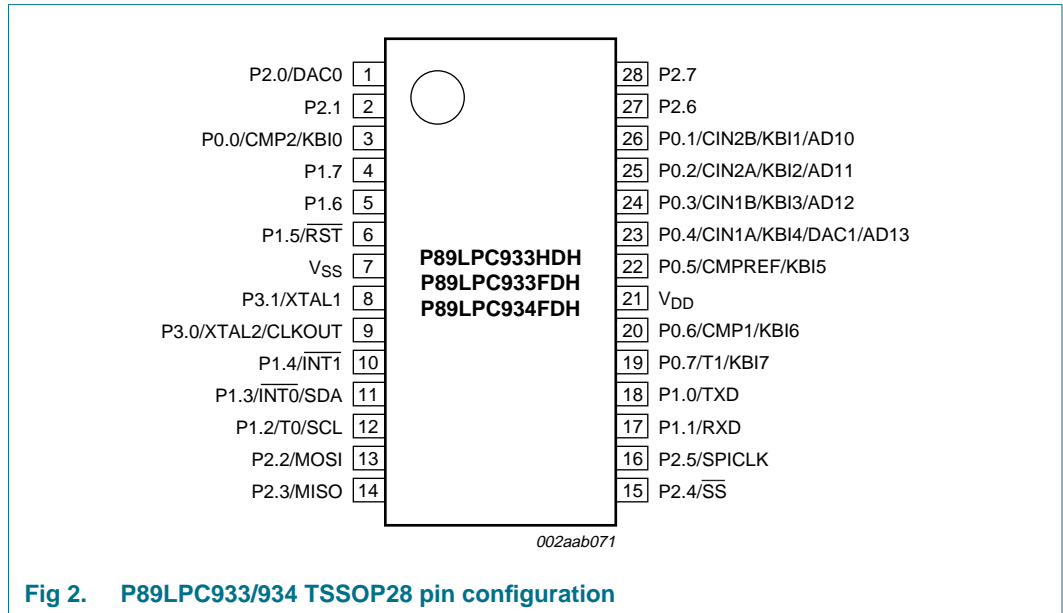 P2.0/DAC0 1
P2.1 2
P0.0/CMP2/KBI0 3
P1.7 4
P1.6 5
P1.5/R̅S̅T̅ 6
VSS 7
P3.1/XTAL1 8
P3.0/XTAL2/CLKOUT 9
P1.4/I̅N̅T̅1̅ 10
P1.3/I̅N̅T̅0̅/SDA 11
P1.2/T0/SCL 12
P2.2/MOSI 13
P2.3/MISO 14
P89LPC933HDH
P89LPC933FDH
P89LPC934FDH
28 P2.7
27 P2.6
26 P0.1/CIN2B/KBI1/AD10
25 P0.2/CIN2A/KBI2/AD11
24 P0.3/CIN1B/KBI3/AD12
23 P0.4/CIN1A/KBI4/DAC1/AD13
22 P0.5/CMPREF/KBI5
21 VDD
20 P0.6/CMP1/KBI6
19 P0.7/T1/KBI7
18 P1.0/TXD
17 P1.1/RXD
16 P2.5/SPICLK
15 P2.4/S̅S̅
002aab071
Fig 2. P89LPC933/934 TSSOP28 pin configuration